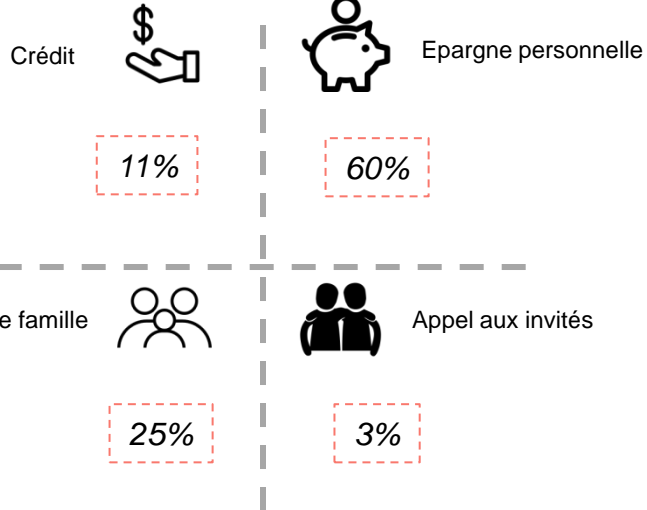 Crédit
Epargne personnelle
11%
60%
e famille
Appel aux invités
25%
3%